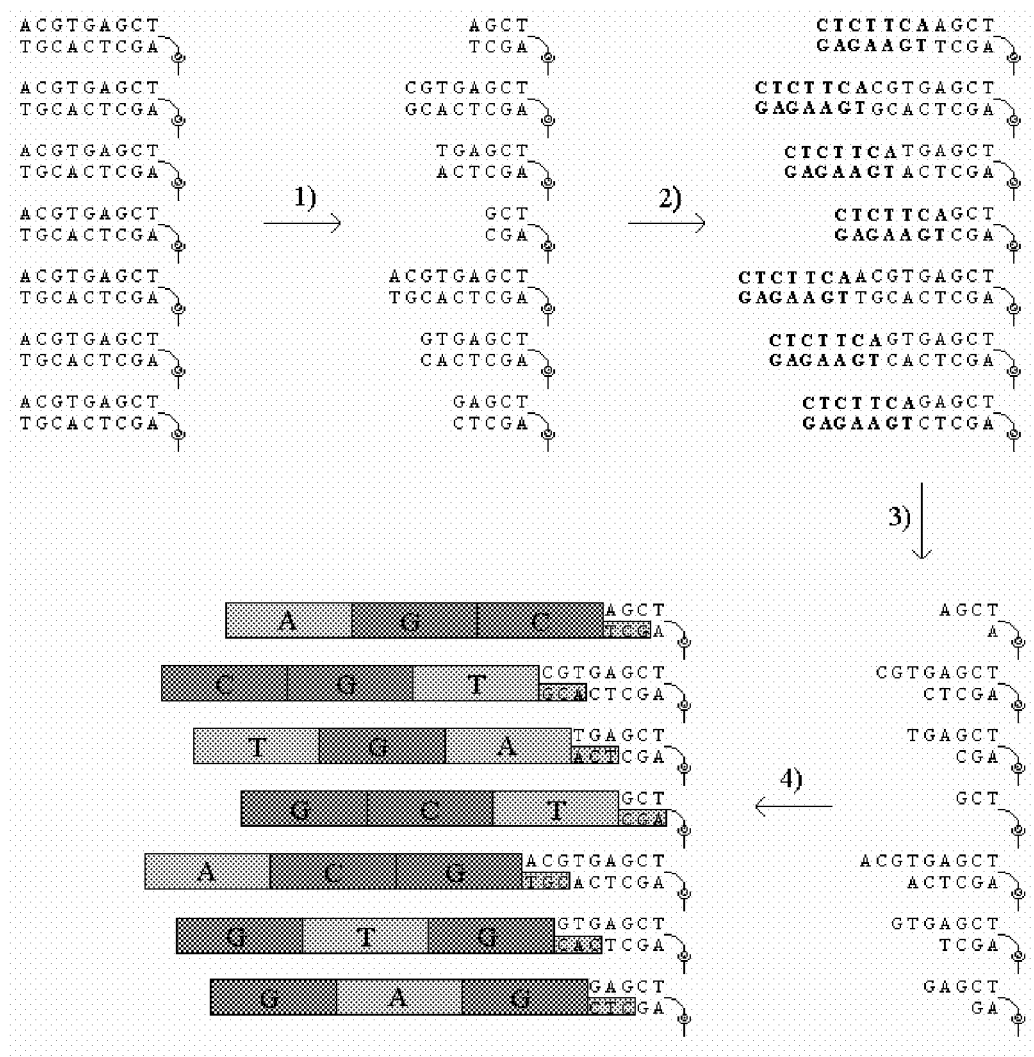 ACGTGAGCT
TGCACTCGA
ACGTGAGCT
TGCACTCGA
ACGTGAGCT
TGCACTCGA
ACGTGAGCT
TGCACTCGA
ACGTGAGCT
TGCACTCGA
ACGTGAGCT
TGCACTCGA
ACGTGAGCT
TGCACTCGA
1)
AGCT
TCGA
CGTGAGCT
GCACTCGA
TGAGCT
ACTCGA
GCT
CGA
ACGTGAGCT
TGCACTCGA
GTGAGCT
CACTCGA
GAGCT
CTCGA
2)
CTCTTCAAGCT
GAGAAGTTCGA
CTCTTCACGTGAGCT
GAGAAGTGCACTCGA
CTCTTCATGAGCT
GAGAAGTACTCGA
CTCTTCAGCT
GAGAAGTCGA
CTCTTCAACGTGAGCT
GAGAAGTTGCACTCGA
CTCTTCAGTGAGCT
GAGAAGTCACTCGA
CTCTTCAGAGCT
GAGAAGTCTCGA
3)
AGCT
A
CGTGAGCT
CTCGA
TGAGCT
CGA
GCT
ACGTGAGCT
ACTCGA
GTGAGCT
TCGA
GAGCT
GA
4)
A G C AGCT
TCGA
C G T CGTGAGCT
GCACTCGA
T G A TGAGCT
ACTCGA
G C T GCT
CGA
A C G ACGTGAGCT
TGCACTCGA
G T G GTGAGCT
CACTCGA
G A G GAGCT
CTCGA